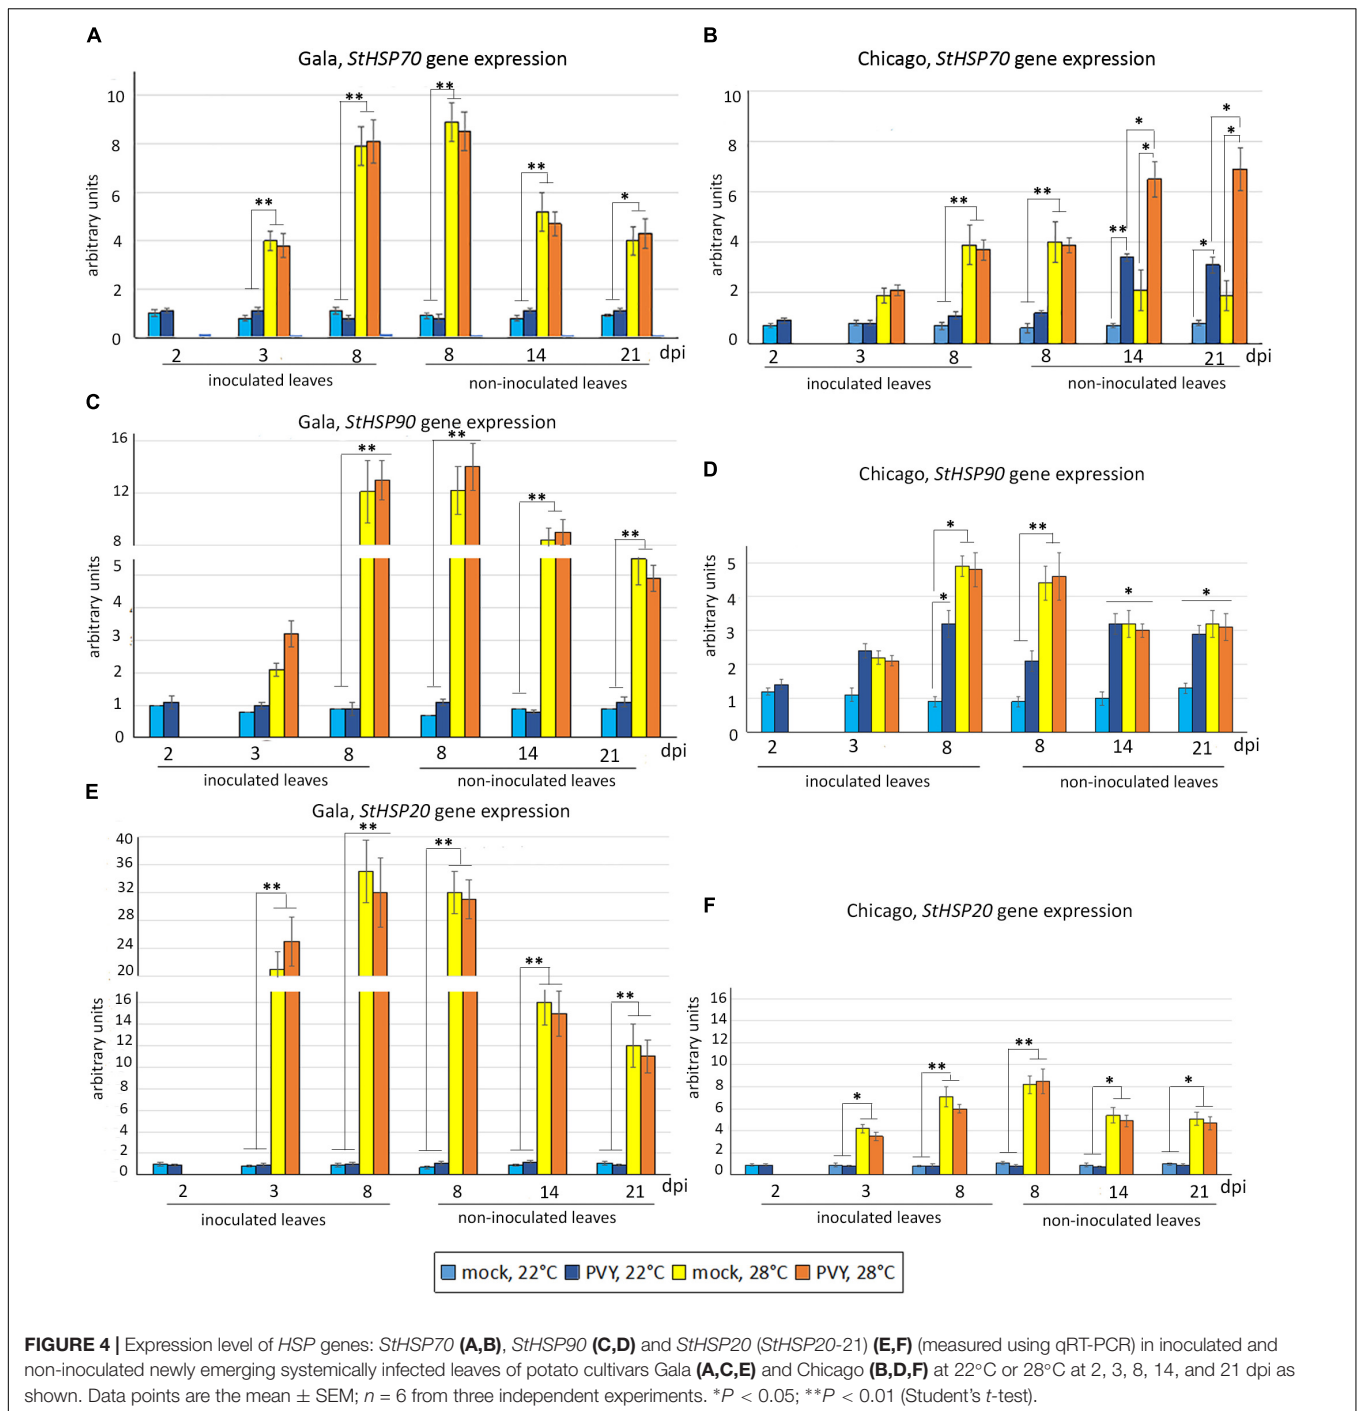 A
Gala, StHSP70 gene expression
**
**
**
**
*
10
8
6
4
2
0
arbitrary units
2 3 8 8 14 21 dpi
inoculated leaves non-inoculated leaves
B
Chicago, StHSP70 gene expression
**
**
**
*
*
*
*
*
10
8
6
4
2
0
arbitrary units
2 3 8 8 14 21 dpi
inoculated leaves non-inoculated leaves
C
Gala, StHSP90 gene expression
**
**
**
**
16
12
8
5
4
3
2
1
0
arbitrary units
2 3 8 8 14 21 dpi
inoculated leaves non-inoculated leaves
D
Chicago, StHSP90 gene expression
*
*
**
*
*
5
4
3
2
1
0
arbitrary units
2 3 8 8 14 21 dpi
inoculated leaves non-inoculated leaves
E
Gala, StHSP20 gene expression
**
**
**
**
**
40
36
32
28
24
20
16
14
12
10
8
6
4
2
0
arbitrary units
2 3 8 8 14 21 dpi
inoculated leaves non-inoculated leaves
F
Chicago, StHSP20 gene expression
*
**
**
*
*
16
14
12
10
8
6
4
2
0
arbitrary units
2 3 8 8 14 21 dpi
inoculated leaves non-inoculated leaves
mock, 22°C PVY, 22°C mock, 28°C PVY, 28°C
FIGURE 4 | Expression level of HSP genes: StHSP70 (A,B), StHSP90 (C,D) and StHSP20 (StHSP20-21) (E,F) (measured using qRT-PCR) in inoculated and
non-inoculated newly emerging systemically infected leaves of potato cultivars Gala (A,C,E) and Chicago (B,D,F) at 22°C or 28°C at 2, 3, 8, 14, and 21 dpi as
shown. Data points are the mean ± SEM; n = 6 from three independent experiments. *P < 0.05; **P < 0.01 (Student's t-test).